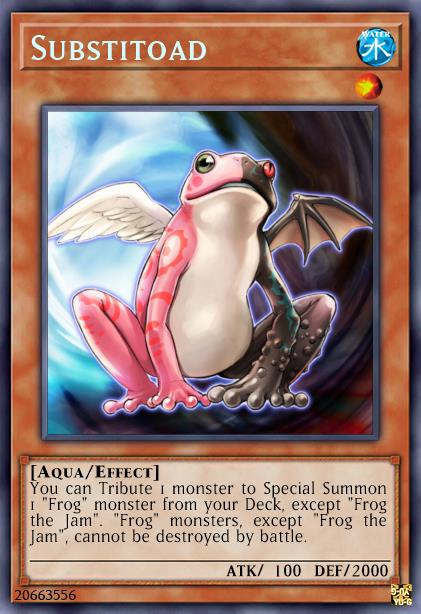 SUBSTITOAD
WATER
水
[AQUA/EFFECT]
You can Tribute 1 monster to Special Summon
1 "Frog" monster from your Deck, except "Frog
the Jam". "Frog" monsters, except "Frog the
Jam", cannot be destroyed by battle.
ATK/ 100 DEF/2000
20663556